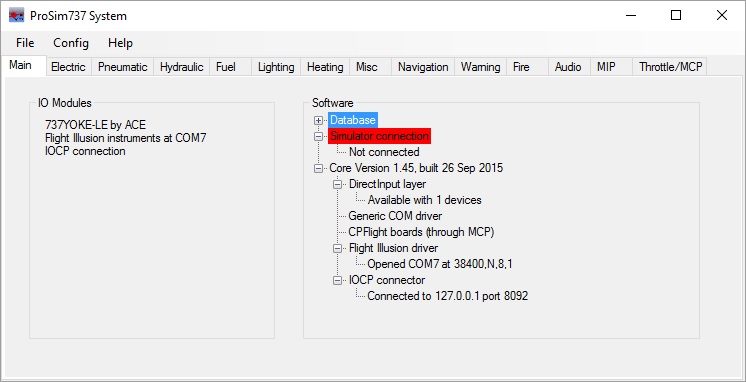 ProSim737 System
File Config Help
Main Electric Pneumatic Hydraulic Fuel Lighting Heating Misc Navigation Warning Fire Audio MIP Throttle/MCP
IO Modules
737YOKE-LE by ACE
Flight Illusion instruments at COM7
IOCP connection
Software
Database
Simulator connection
Not connected
Core Version 1.45, built 26 Sep 2015
DirectInput layer
Available with 1 devices
Generic COM driver
CPFlight boards (through MCP)
Flight Illusion driver
Opened COM7 at 38400,N,8,1
IOCP connector
Connected to 127.0.0.1 port 8092